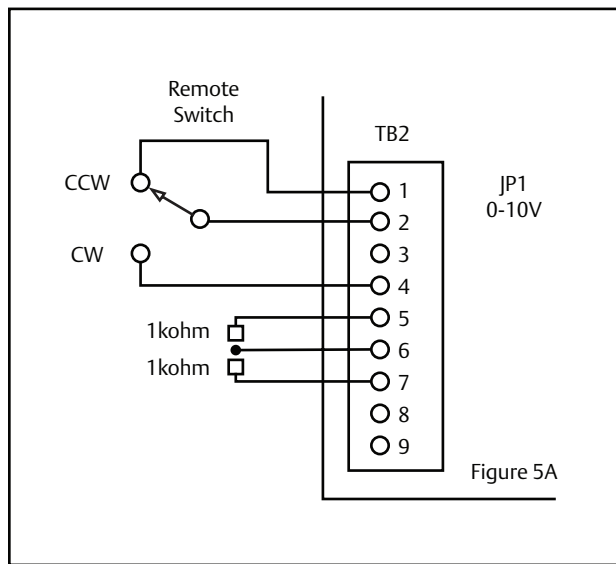 Remote
Switch
TB2
CCW
1
JP1
0-10V
2
CW
3
4
5
1kohm
6
1kohm
7
8
9
Figure 5A